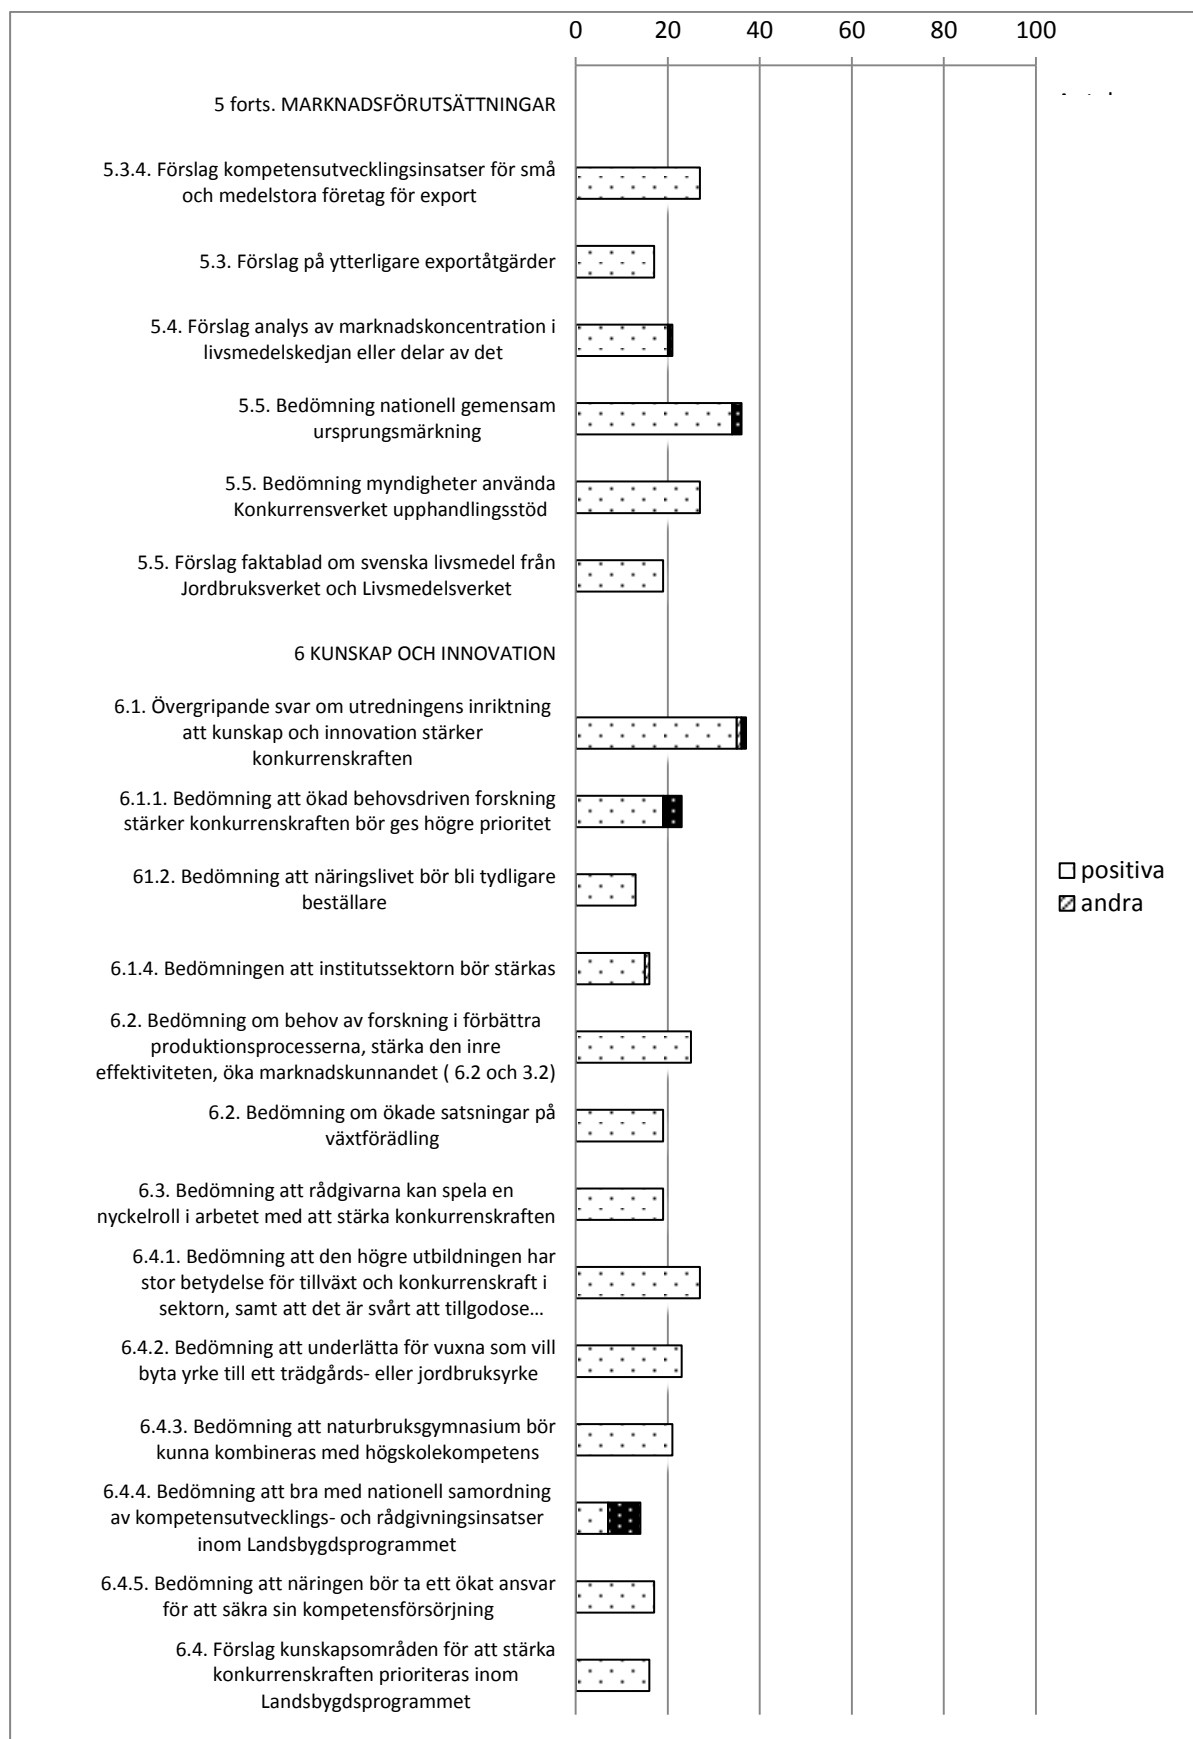 0 20 40 60 80 100
5 forts. MARKNADSFÖRUTSÄTTNINGAR
5.3.4. Förslag kompetensutvecklingsinsatser för små
och medelstora företag för export
5.3. Förslag på ytterligare exportåtgärder
5.4. Förslag analys av marknadskoncentration i
livsmedelskedjan eller delar av det
5.5. Bedömning nationell gemensam
ursprungsmärkning
5.5. Bedömning myndigheter använda
Konkurrensverket upphandlingsstöd
5.5. Förslag faktablad om svenska livsmedel från
Jordbruksverket och Livsmedelsverket
6 KUNSKAP OCH INNOVATION
6.1. Övergripande svar om utredningens inriktning
att kunskap och innovation stärker
konkurrenskraften
6.1.1. Bedömning att ökad behovsdriven forskning
stärker konkurrenskraften bör ges högre prioritet
61.2. Bedömning att näringslivet bör bli tydligare
beställare
positiva
andra
6.1.4. Bedömningen att institutssektorn bör stärkas
6.2. Bedömning om behov av forskning i förbättra
produktionsprocesserna, stärka den inre
effektiviteten, öka marknadskunnandet ( 6.2 och 3.2)
6.2. Bedömning om ökade satsningar på
växtförädling
6.3. Bedömning att rådgivarna kan spela en
nyckelroll i arbetet med att stärka konkurrenskraften
6.4.1. Bedömning att den högre utbildningen har
stor betydelse för tillväxt och konkurrenskraft i
sektorn, samt att det är svårt att tillgodose...
6.4.2. Bedömning att underlätta för vuxna som vill
byta yrke till ett trädgårds- eller jordbruksyrke
6.4.3. Bedömning att naturbruksgymnasium bör
kunna kombineras med högskolekompetens
6.4.4. Bedömning att bra med nationell samordning
av kompetensutvecklings- och rådgivningsinsatser
inom Landsbygdsprogrammet
6.4.5. Bedömning att näringen bör ta ett ökat ansvar
för att säkra sin kompetensförsörjning
6.4. Förslag kunskapsområden för att stärka
konkurrenskraften prioriteras inom
Landsbygdsprogrammet